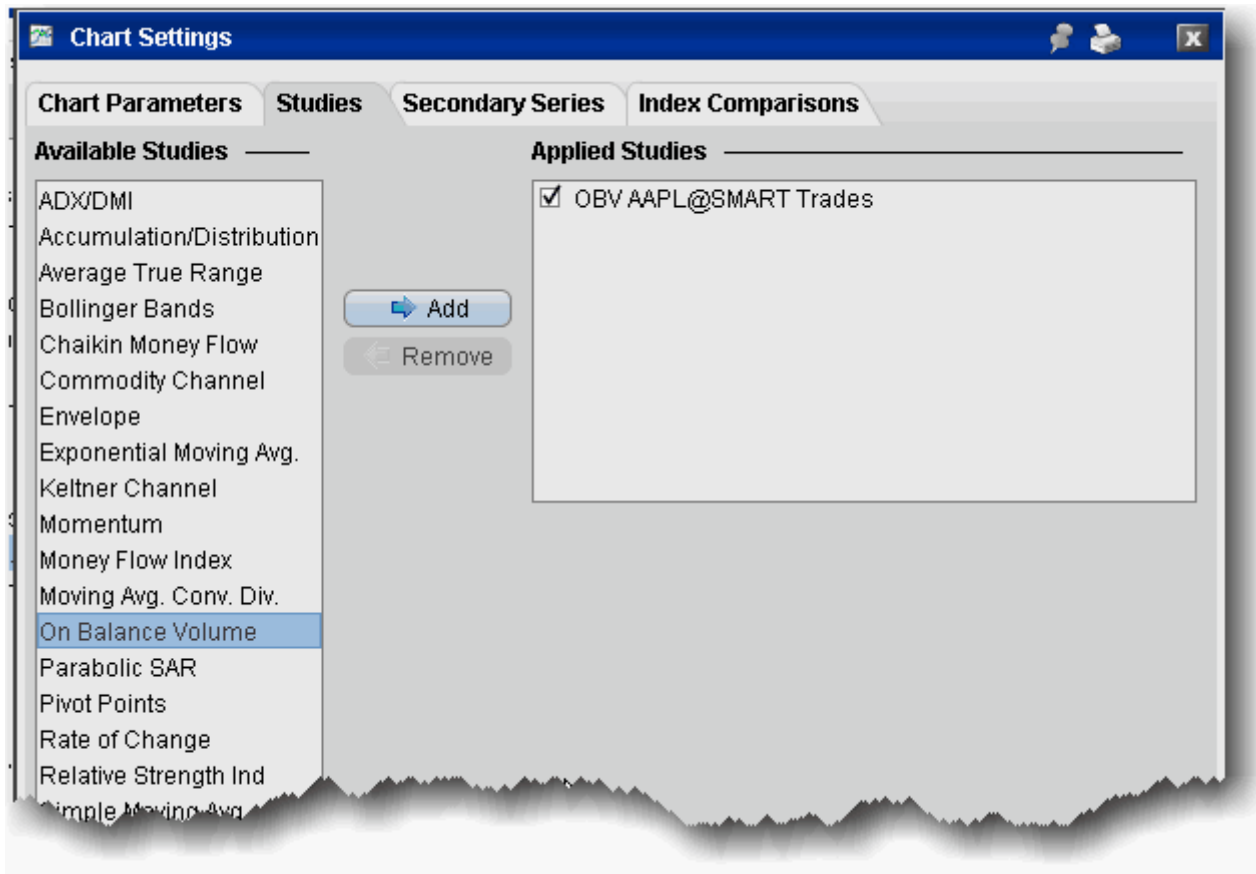 Chart Settings
Chart Parameters Studies Secondary Series Index Comparisons
Available Studies
Applied Studies
ADX/DMI
Accumulation/Distribution
Average True Range
Bollinger Bands
Chaikin Money Flow
Commodity Channel
Envelope
Exponential Moving Avg.
Keltner Channel
Momentum
Money Flow Index
Moving Avg. Conv. Div.
On Balance Volume
Parabolic SAR
Pivot Points
Rate of Change
Relative Strength Ind
Simple Moving Avg
Add
Remove
OBV AAPL@SMART Trades